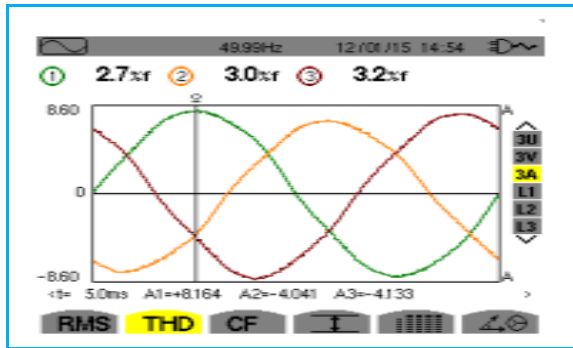 49.99Hz 12/01/15 14:54
1 2.7%f 2 3.0%f 3 3.2%f
8.60 A
3U
3V
3A
0 L1
L2
L3
-8.60 A
<t= 5.0ms A1=+8.164 A2=-4.041 A3=-4.133 >
RMS THD CF